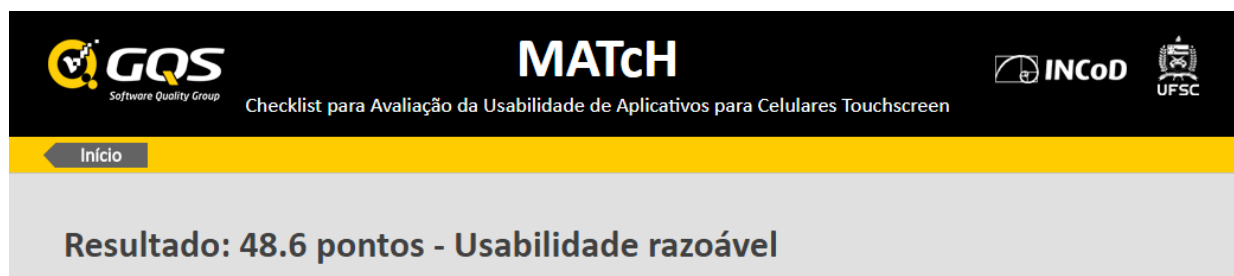 GQS
Software Quality Group
MATcH
Checklist para Avaliação da Usabilidade de Aplicativos para Celulares Touchscreen
INCoD
UFSC
Início
Resultado: 48.6 pontos - Usabilidade razoável